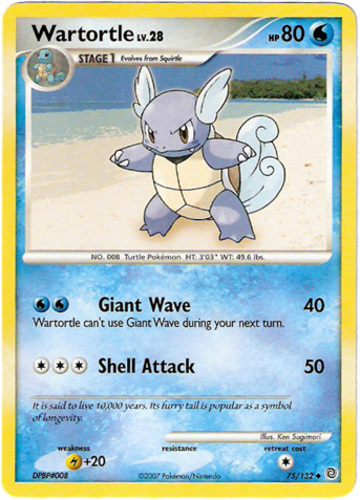 Wartortle LV.28 HP 80
STAGE 1 Evolves from Squirtle
NO. 008 Turtle Pokémon HT: 3'03" WT: 49.6 lbs.
Giant Wave 40
Wartortle can't use Giant Wave during your next turn.
Shell Attack 50
It is said to live 10,000 years. Its furry tail is popular as a symbol
of longevity.
Illus. Ken Sugimori
weakness resistance retreat cost
+20
DPBP#008 ©2007 Pokémon/Nintendo 75/132